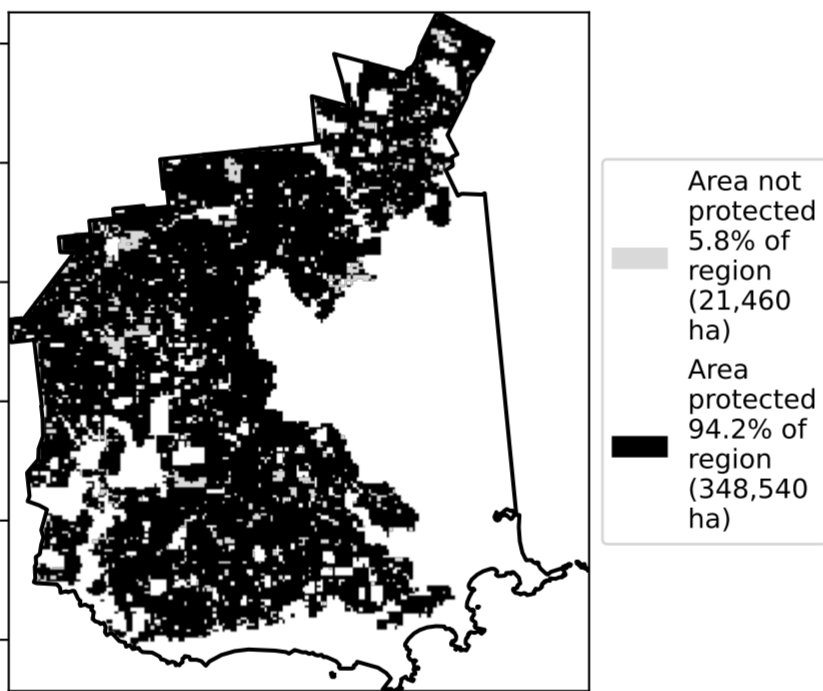 Area not
protected
5.8% of
region
(21,460
ha)
Area
protected
94.2% of
region
(348,540
ha)